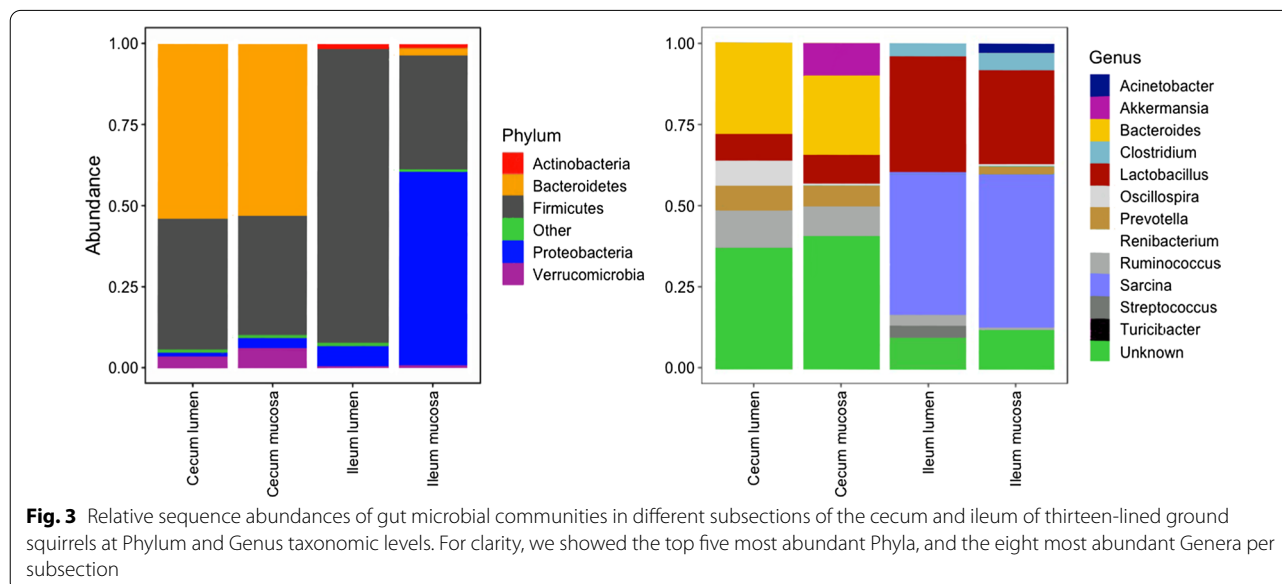 Abundance
1.00
0.75
0.50
0.25
0.00
Cecum lumen
Cecum mucosa
Ileum lumen
Ileum mucosa
Phylum
Actinobacteria
Bacteroidetes
Firmicutes
Other
Proteobacteria
Verrucomicrobia
1.00
0.75
0.50
0.25
0.00
Cecum lumen
Cecum mucosa
Ileum lumen
Ileum mucosa
Genus
Acinetobacter
Akkermansia
Bacteroides
Clostridium
Lactobacillus
Oscillospira
Prevotella
Renibacterium
Ruminococcus
Sarcina
Streptococcus
Turicibacter
Unknown
Fig. 3 Relative sequence abundances of gut microbial communities in different subsections of the cecum and ileum of thirteen-lined ground
squirrels at Phylum and Genus taxonomic levels. For clarity, we showed the top five most abundant Phyla, and the eight most abundant Genera per
subsection